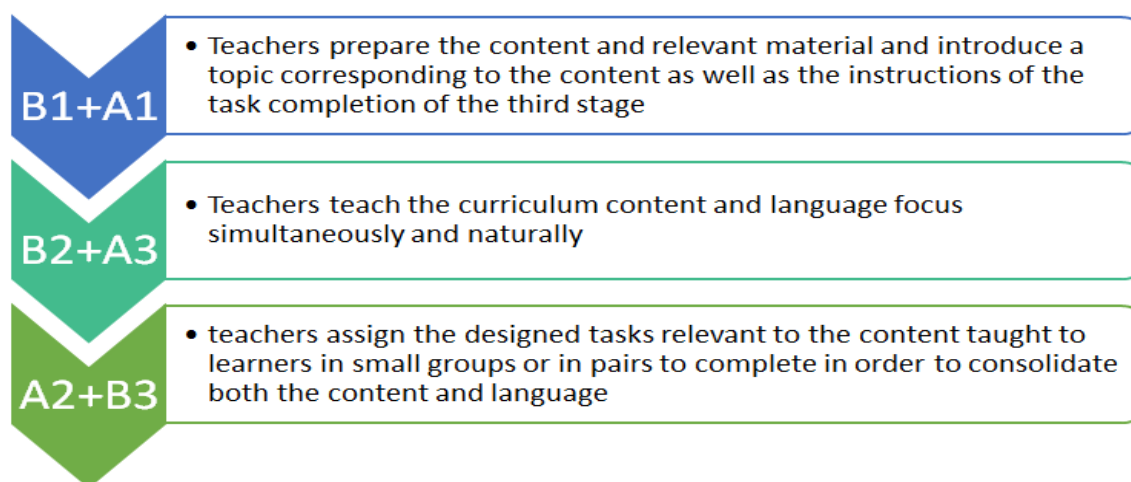 B1+A1
• Teachers prepare the content and relevant material and introduce a
topic corresponding to the content as well as the instructions of the
task completion of the third stage
B2+A3
• Teachers teach the curriculum content and language focus
simultaneously and naturally
A2+B3
• teachers assign the designed tasks relevant to the content taught to
learners in small groups or in pairs to complete in order to consolidate
both the content and language